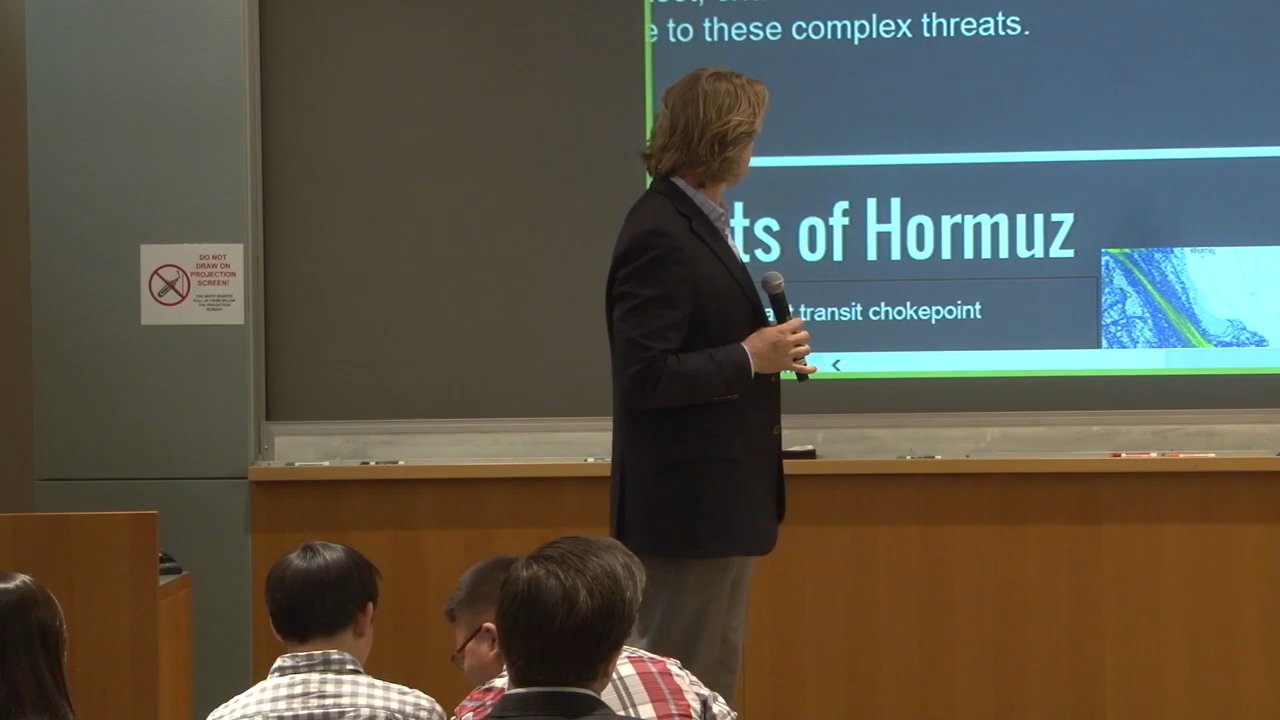 e to these complex threats.
ts of Hormuz
transit chokepoint
DO NOT
DRAW ON
PROJECTION
SCREEN!